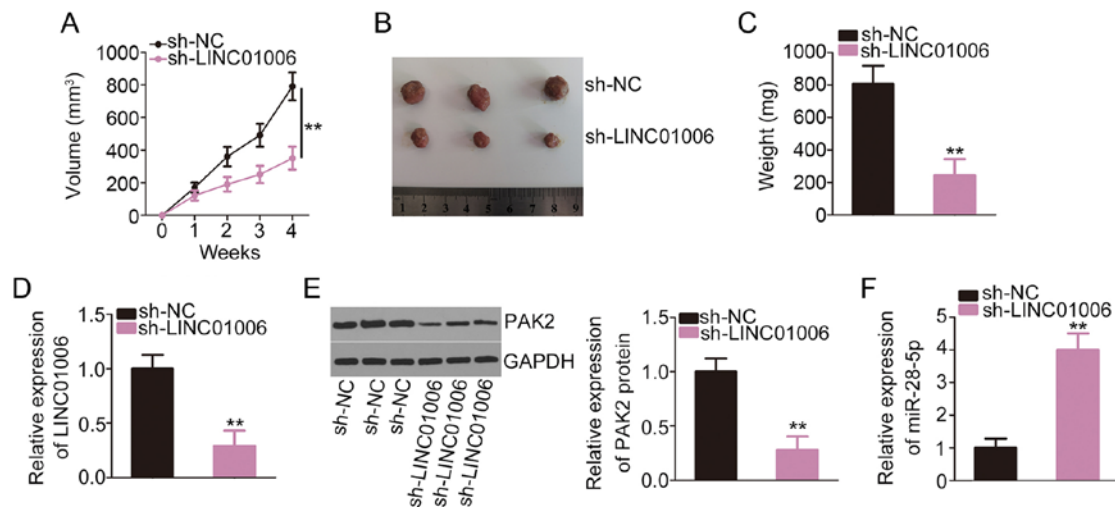 A
sh-NC
sh-LINC01006
Volume (mm³)
1000
800
600
400
200
0
0 1 2 3 4
Weeks
**
B
sh-NC
sh-LINC01006
1 2 3 4 5 6 7 8 9
C
sh-NC
sh-LINC01006
Weight (mg)
1000
800
600
400
200
0
**
D
sh-NC
sh-LINC01006
Relative expression
of LINC01006
1.5
1.0
0.5
0.0
**
E
PAK2
GAPDH
sh-NC
sh-NC
sh-NC
sh-LINC01006
sh-LINC01006
sh-LINC01006
sh-NC
sh-LINC01006
Relative expression
of PAK2 protein
1.5
1.0
0.5
0.0
**
F
sh-NC
sh-LINC01006
Relative expression
of miR-28-5p
5
4
3
2
1
0
**